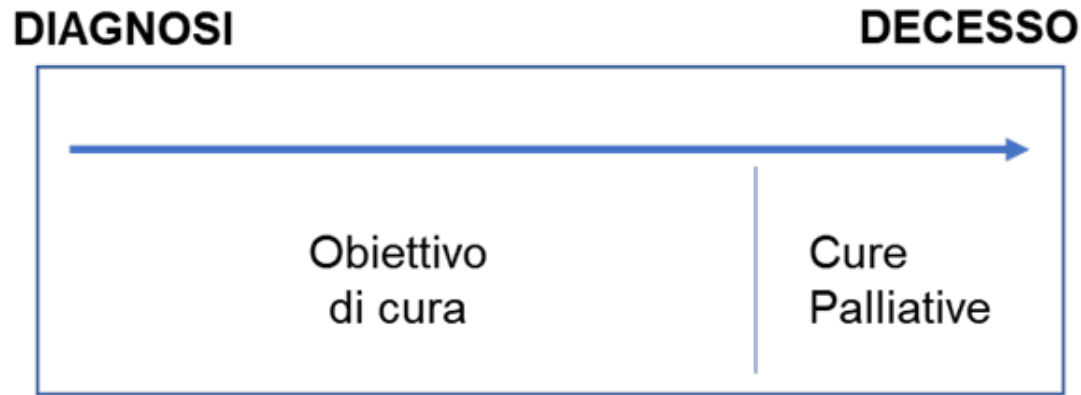 DIAGNOSI
DECESSO
Obiettivo
di cura
Cure
Palliative